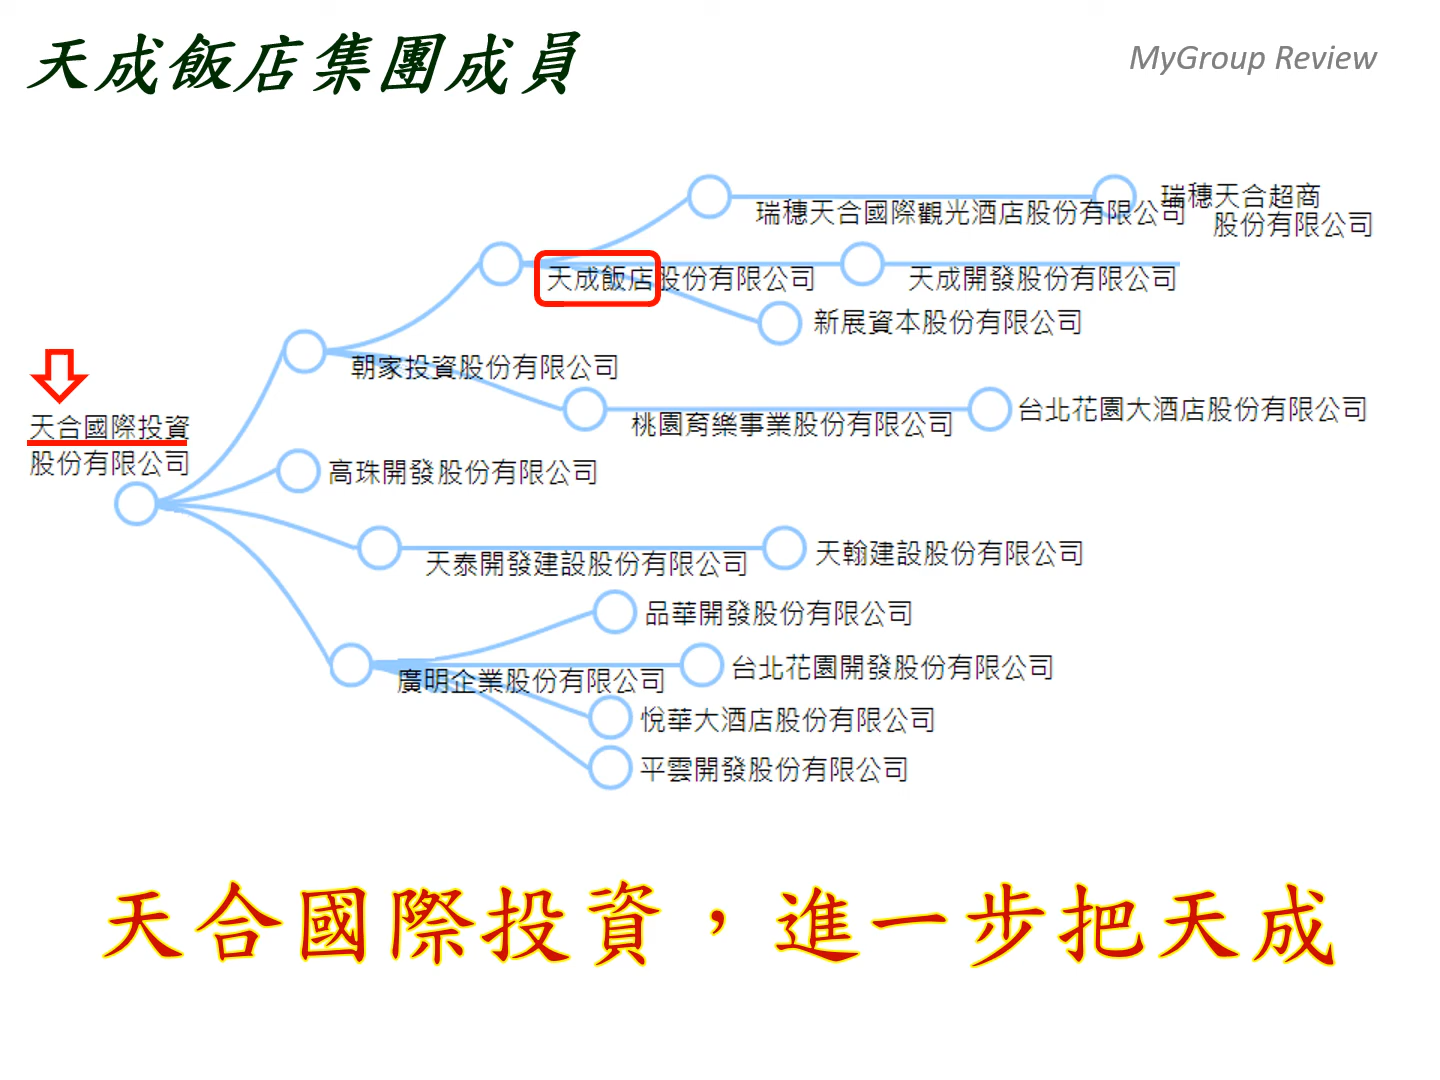 天成飯店集團成員
MyGroup Review
瑞穗天合國際觀光酒店股份有限公司
瑞穗天合超商
股份有限公司
天成飯店股份有限公司
天成開發股份有限公司
新展資本股份有限公司
朝家投資股份有限公司
桃園育樂事業股份有限公司
台北花園大酒店股份有限公司
天合國際投資
股份有限公司
高珠開發股份有限公司
天泰開發建設股份有限公司
天翰建設股份有限公司
品華開發股份有限公司
廣明企業股份有限公司
台北花園開發股份有限公司
悅華大酒店股份有限公司
平雲開發股份有限公司
天合國際投資，進一步把天成